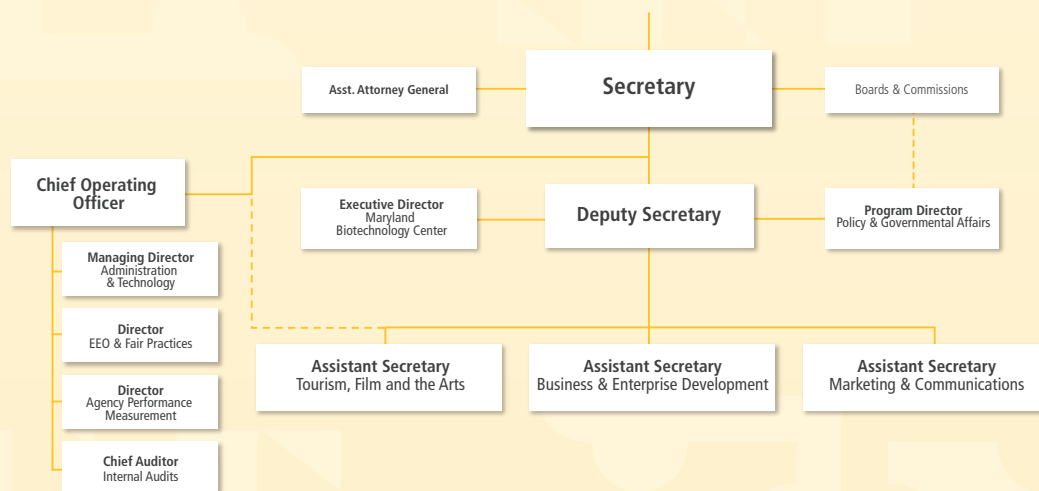 Secretary
Asst. Attorney General
Boards & Commissions
Chief Operating
Officer
Executive Director
Maryland
Biotechnology Center
Deputy Secretary
Program Director
Policy & Governmental Affairs
Managing Director
Administration
& Technology
Director
EEO & Fair Practices
Director
Agency Performance
Measurement
Chief Auditor
Internal Audits
Assistant Secretary
Tourism, Film and the Arts
Assistant Secretary
Business & Enterprise Development
Assistant Secretary
Marketing & Communications